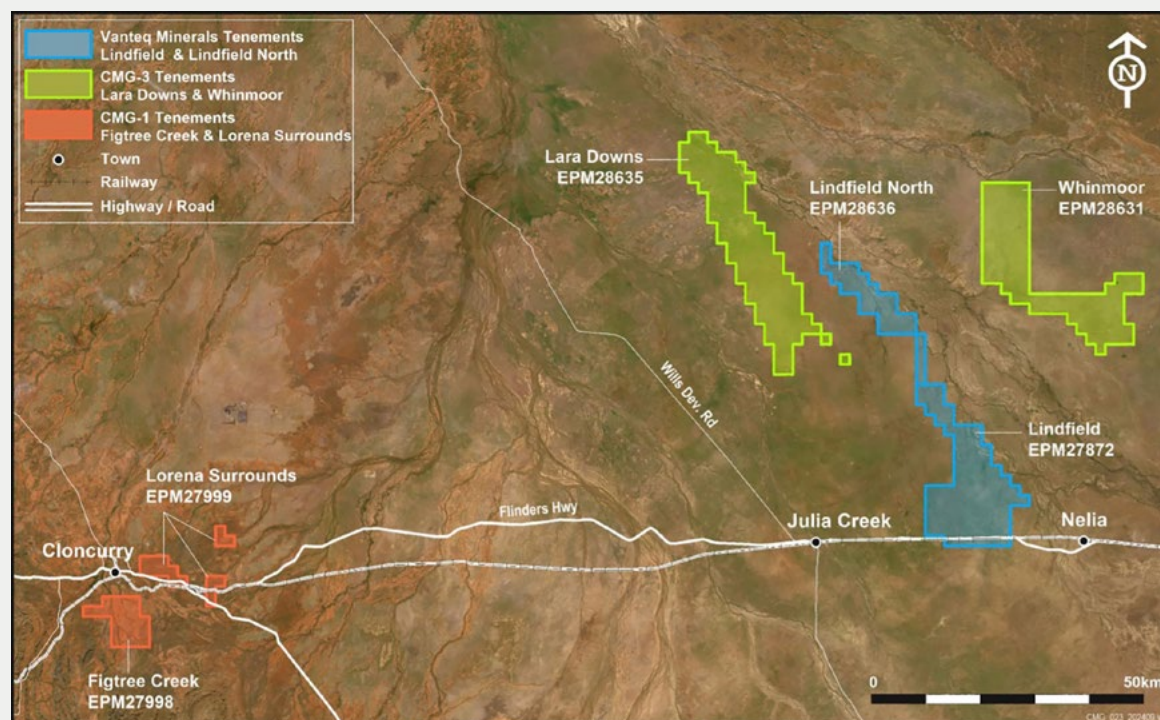 Vanteq Minerals Tenements
Lindfield & Lindfield North
CMG-3 Tenements
Lara Downs & Whinmoor
CMG-1 Tenements
Figtree Creek & Lorena Surrounds
Town
Railway
Highway / Road
N
Lara Downs
EPM28635
Lindfield North
EPM28636
Whinmoor
EPM28631
Wills Dev. Rd
Lindfield
EPM27872
Lorena Surrounds
EPM27999
Flinders Hwy
Julia Creek
Nelia
Cloncurry
Figtree Creek
EPM27998
0
50km